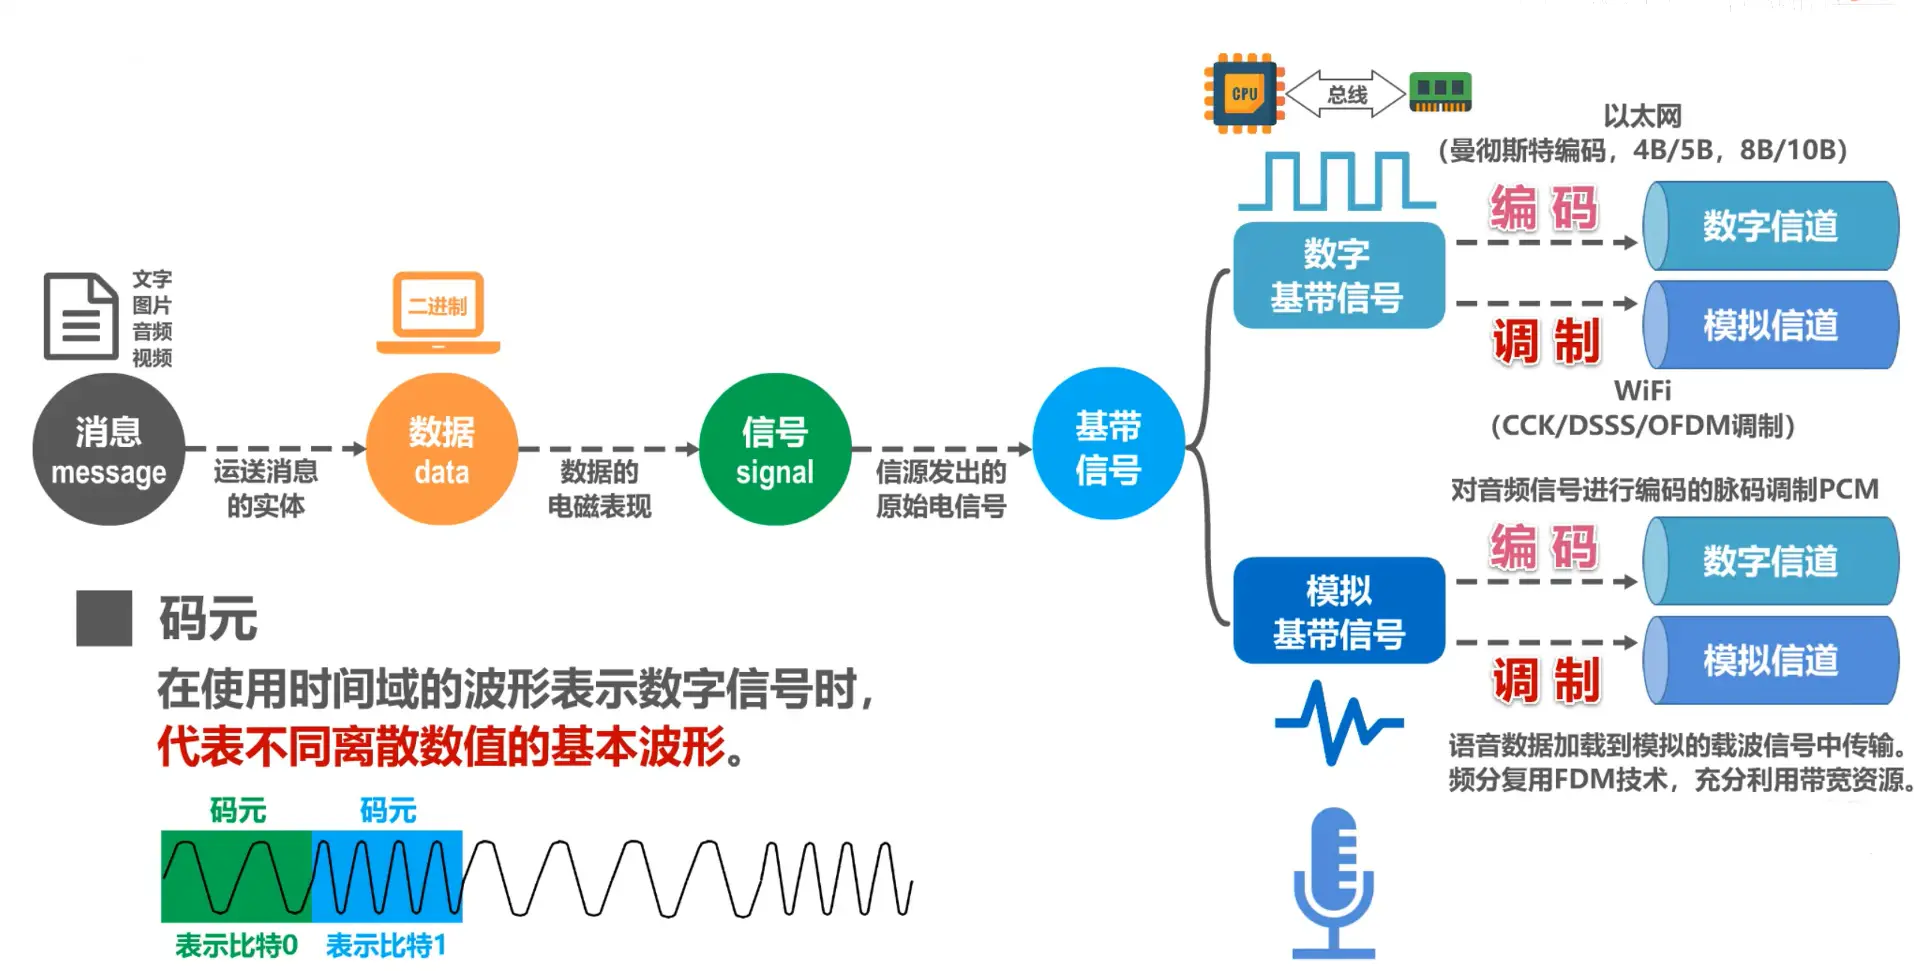 CPU
总线
以太网
（曼彻斯特编码，4B/5B，8B/10B）
编 码
数字信道
数字
基带信号
模拟信道
调 制
WiFi
（CCK/DSSS/OFDM调制）
文字
图片
音频
视频
二进制
消息
message
运送消息
的实体
数据
data
数据的
电磁表现
信号
signal
信源发出的
原始电信号
基带
信号
对音频信号进行编码的脉码调制PCM
编 码
数字信道
模拟
基带信号
模拟信道
调 制
语音数据加载到模拟的载波信号中传输。
频分复用FDM技术，充分利用带宽资源。
码元
在使用时间域的波形表示数字信号时，
代表不同离散数值的基本波形。
码元 码元
表示比特0 表示比特1